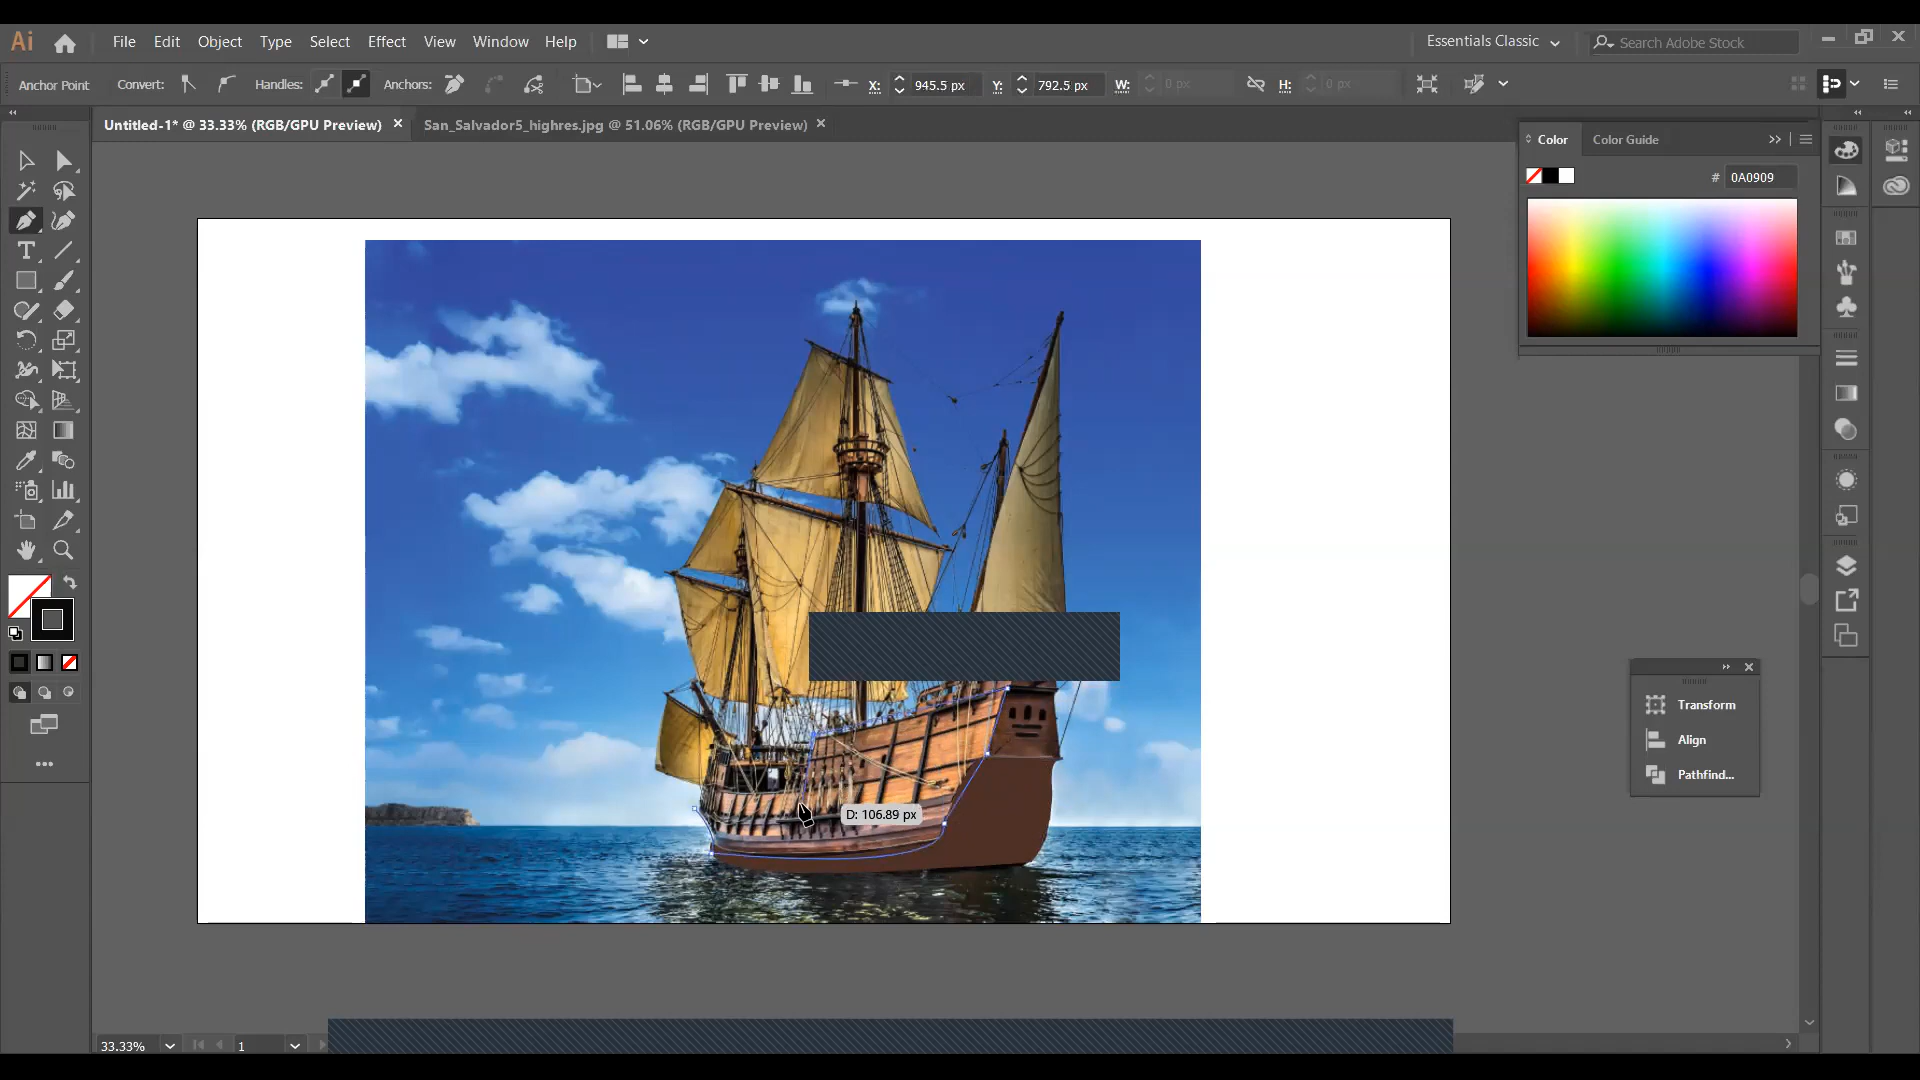 Ai
File Edit Object Type Select Effect View Window Help
Essentials Classic
Search Adobe Stock
Anchor Point
Convert:
Handles:
Anchors:
X: 945.5 px
Y: 792.5 px
W: 0 px
H: 0 px
Untitled-1* @ 33.33% (RGB/GPU Preview)
San_Salvador5_highres.jpg @ 51.06% (RGB/GPU Preview)
Color
Color Guide
# 0A0909
D: 106.89 px
Transform
Align
Pathfind...
33.33%
1